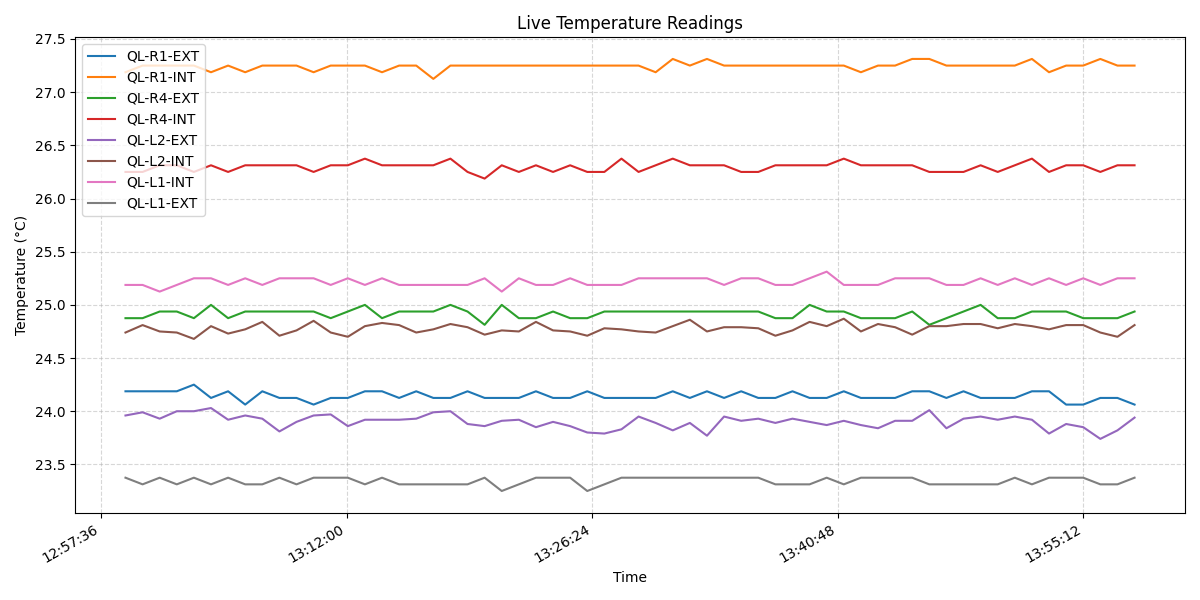 Live Temperature Readings
27.5
27.0
26.5
26.0
25.5
25.0
24.5
24.0
23.5
Temperature (°C)
QL-R1-EXT
QL-R1-INT
QL-R4-EXT
QL-R4-INT
QL-L2-EXT
QL-L2-INT
QL-L1-INT
QL-L1-EXT
12:57:36
13:12:00
13:26:24
13:40:48
13:55:12
Time